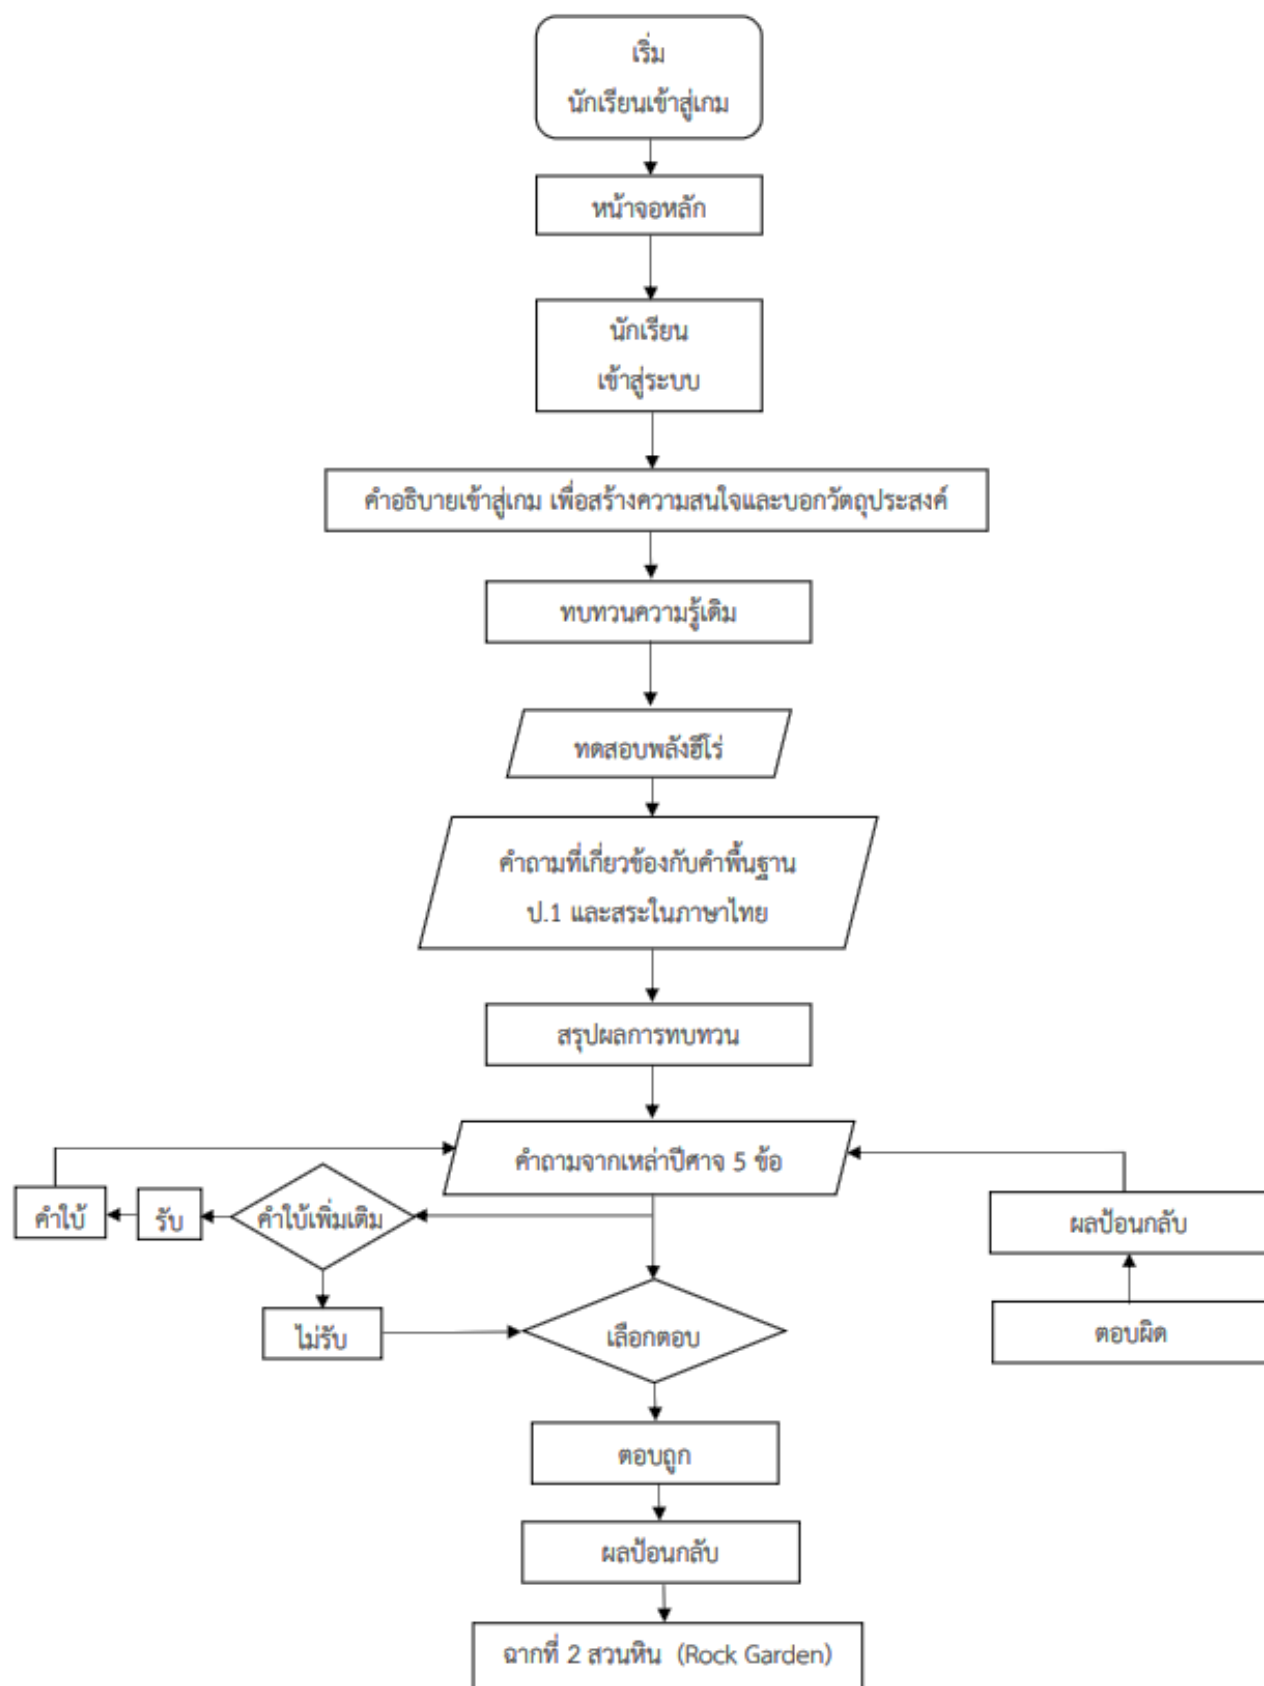 เริ่ม
นักเรียนเข้าสู่เกม
หน้าจอหลัก
นักเรียน
เข้าสู่ระบบ
คำอธิบายเข้าสู่เกม เพื่อสร้างความสนใจและบอกวัตถุประสงค์
ทบทวนความรู้เดิม
ทดสอบพลังฮีโร่
คำถามที่เกี่ยวข้องกับคำพื้นฐาน
ป.1 และสระในภาษาไทย
สรุปผลการทบทวน
คำถามจากเหล่าปีศาจ 5 ข้อ
คำใบ้
รับ
คำใบ้เพิ่มเติม
ผลป้อนกลับ
ไม่รับ
เลือกตอบ
ตอบผิด
ตอบถูก
ผลป้อนกลับ
ฉากที่ 2 สวนหิน (Rock Garden)